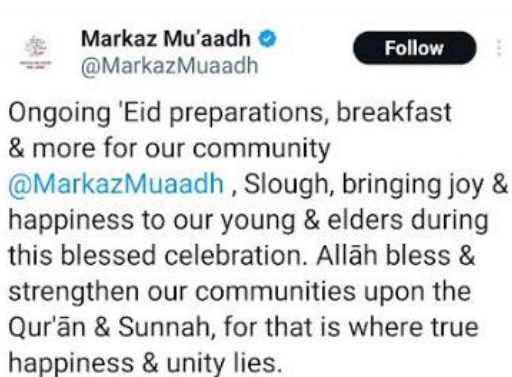 Markaz Mu'aadh
Follow
@MarkazMuaadh
Ongoing 'Eid preparations, breakfast
& more for our community
@MarkazMuaadh , Slough, bringing joy &
happiness to our young & elders during
this blessed celebration. Allāh bless &
strengthen our communities upon the
Qur'ān & Sunnah, for that is where true
happiness & unity lies.